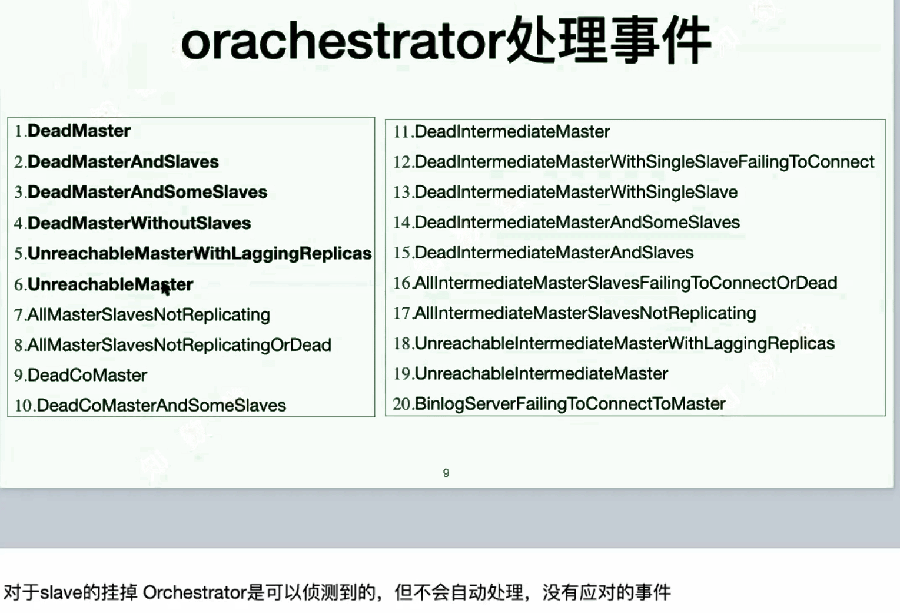 orachestrator处理事件
1.DeadMaster
2.DeadMasterAndSlaves
3.DeadMasterAndSomeSlaves
4.DeadMasterWithoutSlaves
5.UnreachableMasterWithLaggingReplicas
6.UnreachableMaster
7.AllMasterSlavesNotReplicating
8.AllMasterSlavesNotReplicatingOrDead
9.DeadCoMaster
10.DeadCoMasterAndSomeSlaves
11.DeadIntermediateMaster
12.DeadIntermediateMasterWithSingleSlaveFailingToConnect
13.DeadIntermediateMasterWithSingleSlave
14.DeadIntermediateMasterAndSomeSlaves
15.DeadIntermediateMasterAndSlaves
16.AllIntermediateMasterSlavesFailingToConnectOrDead
17.AllIntermediateMasterSlavesNotReplicating
18.UnreachableIntermediateMasterWithLaggingReplicas
19.UnreachableIntermediateMaster
20.BinlogServerFailingToConnectToMaster
9
对于slave的挂掉 Orchestrator是可以侦测到的，但不会自动处理，没有应对的事件